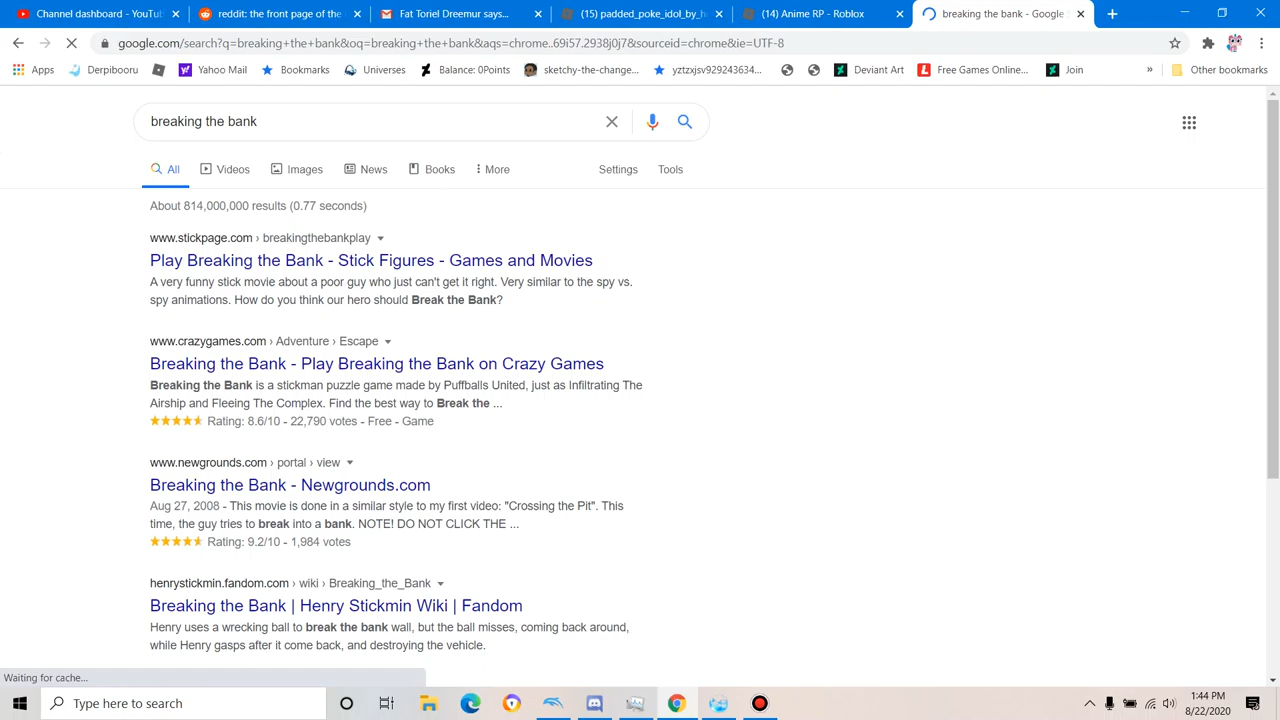 Channel dashboard - YouTu
reddit: the front page of the
Fat Toriel Dreemur says...
(15) padded_poke_idol_by_
(14) Anime RP - Roblox
breaking the bank - Google
google.com/search?q=breaking+the+bank&oq=breaking+the+bank&aqs=chrome..69i57.2938j0j7&sourceid=chrome&ie=UTF-8
Apps
Derpibooru
Yahoo Mail
Bookmarks
Universes
Balance: 0Points
sketchy-the-change...
yztzxjsv929243634...
Deviant Art
Free Games Online...
Join
»
Other bookmarks
breaking the bank
All
Videos
Images
News
Books
More
Settings
Tools
About 814,000,000 results (0.77 seconds)
www.stickpage.com › breakingthebankplay
Play Breaking the Bank - Stick Figures - Games and Movies
A very funny stick movie about a poor guy who just can't get it right. Very similar to the spy vs.
spy animations. How do you think our hero should Break the Bank?
www.crazygames.com › Adventure › Escape
Breaking the Bank - Play Breaking the Bank on Crazy Games
Breaking the Bank is a stickman puzzle game made by Puffballs United, just as Infiltrating The
Airship and Fleeing The Complex. Find the best way to Break the ...
Rating: 8.6/10 - 22,790 votes - Free - Game
www.newgrounds.com › portal › view
Breaking the Bank - Newgrounds.com
Aug 27, 2008 - This movie is done in a similar style to my first video: "Crossing the Pit". This
time, the guy tries to break into a bank. NOTE! DO NOT CLICK THE ...
Rating: 9.2/10 - 1,984 votes
henrystickmin.fandom.com › wiki › Breaking_the_Bank
Breaking the Bank | Henry Stickmin Wiki | Fandom
Henry uses a wrecking ball to break the bank wall, but the ball misses, coming back around,
while Henry gasps after it come back, and destroying the vehicle.
Waiting for cache...
Type here to search
1:44 PM
8/22/2020